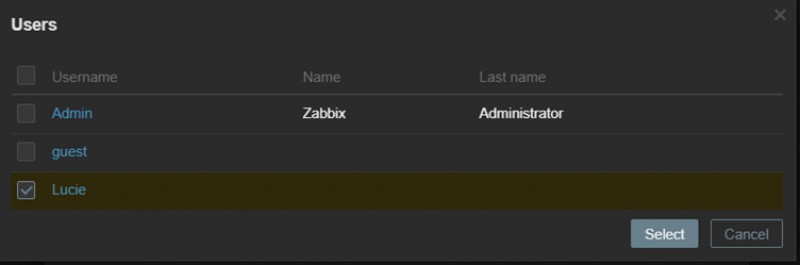 Users
Username Name Last name
Admin Zabbix Administrator
guest
Lucie
Select Cancel